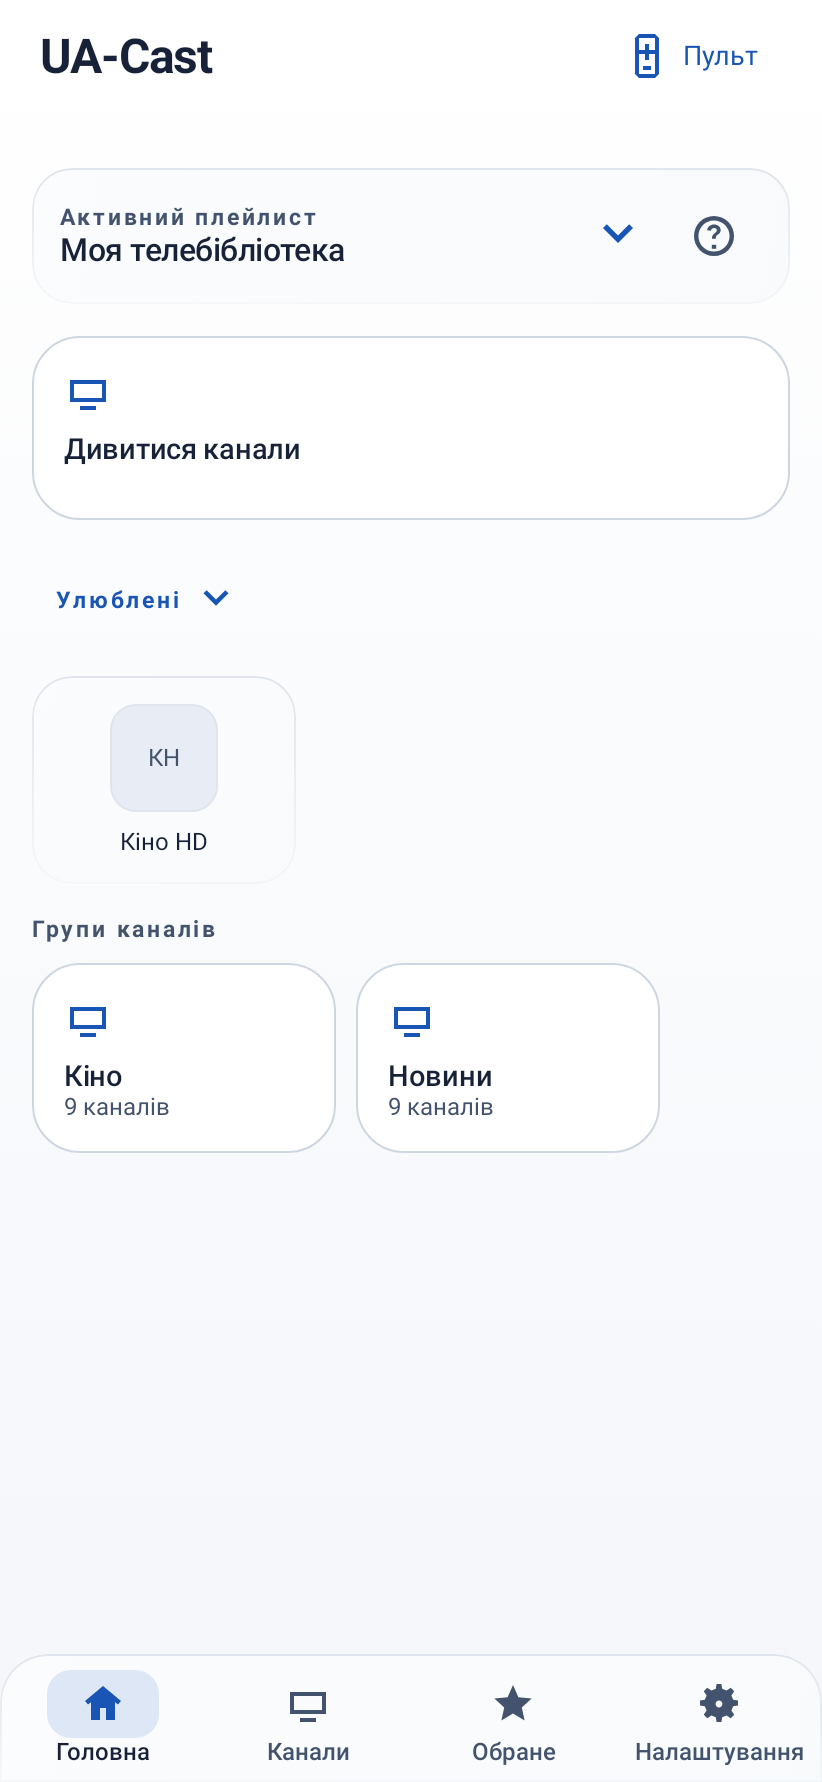 UA-Cast
Пульт
Активний плейлист
Моя телебібліотека
Дивитися канали
Улюблені
КН
Кіно HD
Групи каналів
Кіно
9 каналів
Новини
9 каналів
Головна
Канали
Обране
Налаштування